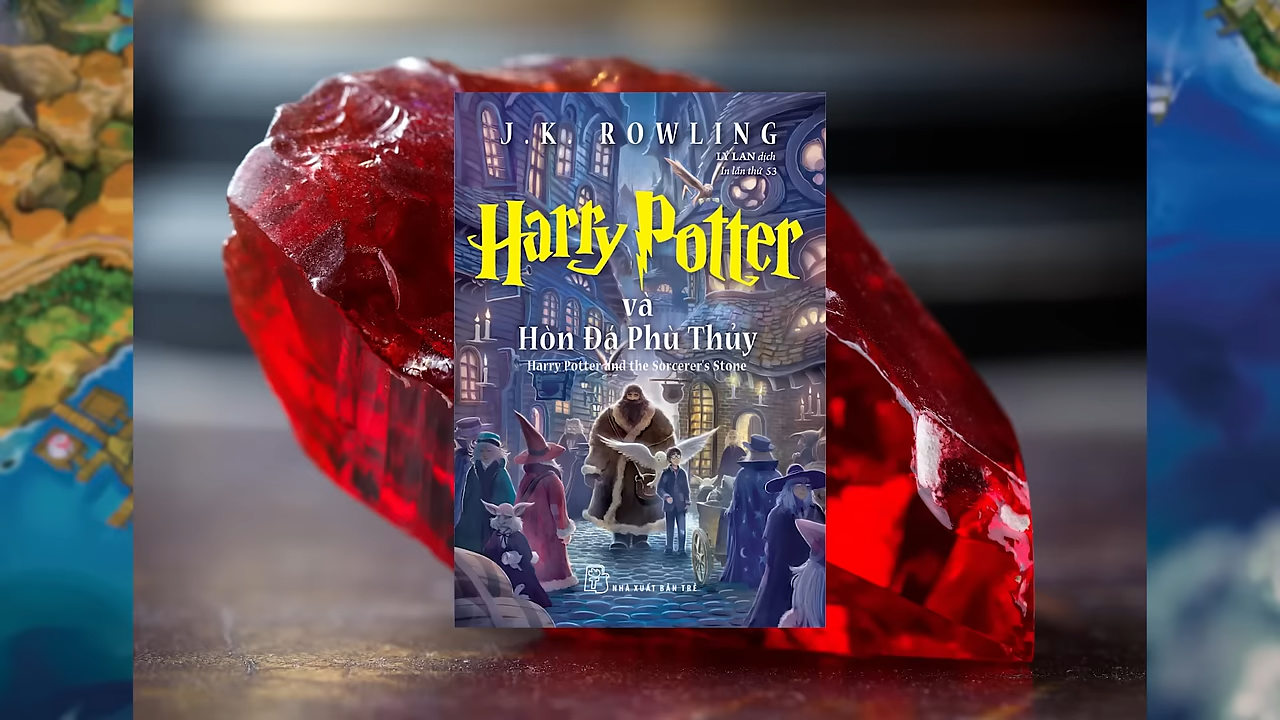 J.K. ROWLING
LÝ LAN dịch
In lần thứ 53
Harry Potter
và
Hòn Đá Phù Thủy
Harry Potter and the Sorcerer's Stone
NHÀ XUẤT BẢN TRẺ